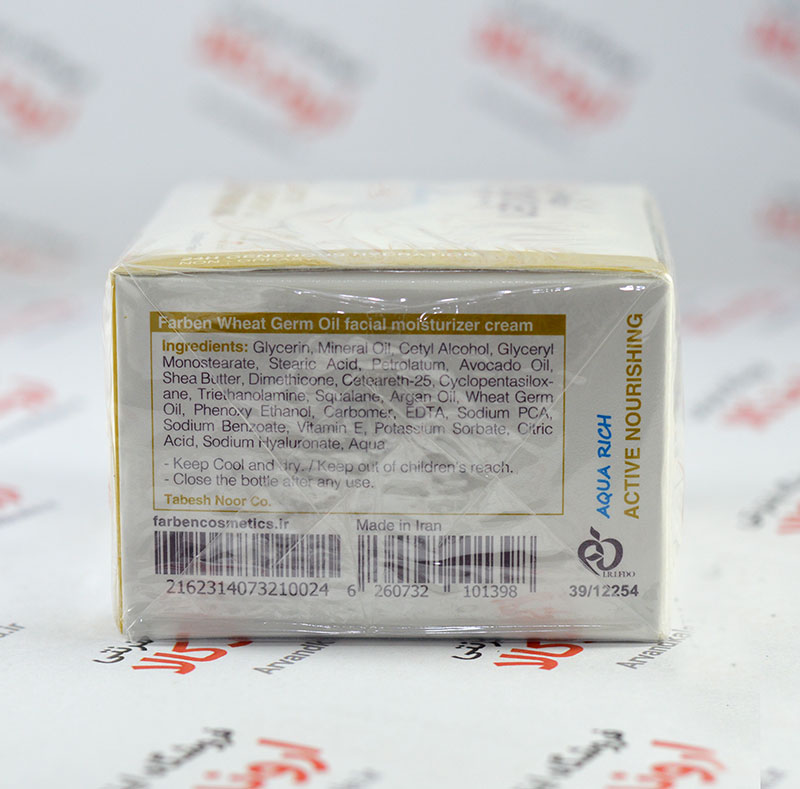 Farben Wheat Germ Oil facial moisturizer cream
Ingredients: Glycerin, Mineral Oil, Cetyl Alcohol, Glyceryl
Monostearate, Stearic Acid, Petrolatum, Avocado Oil,
Shea Butter, Dimethicone, Ceteareth-25, Cyclopentasilox-
ane, Triethanolamine, Squalane, Argan Oil, Wheat Germ
Oil, Phenoxy Ethanol, Carbomer, EDTA, Sodium PCA,
Sodium Benzoate, Vitamin E, Potassium Sorbate, Citric
Acid, Sodium Hyaluronate, Aqua
- Keep Cool and dry. / Keep out of children's reach.
- Close the bottle after any use.
Tabesh Noor Co.
farbencosmetics.ir
Made in Iran
2162314073210024
6 260732 101398
AQUA RICH
ACTIVE NOURISHING
I.R.I.FDO
39/12254